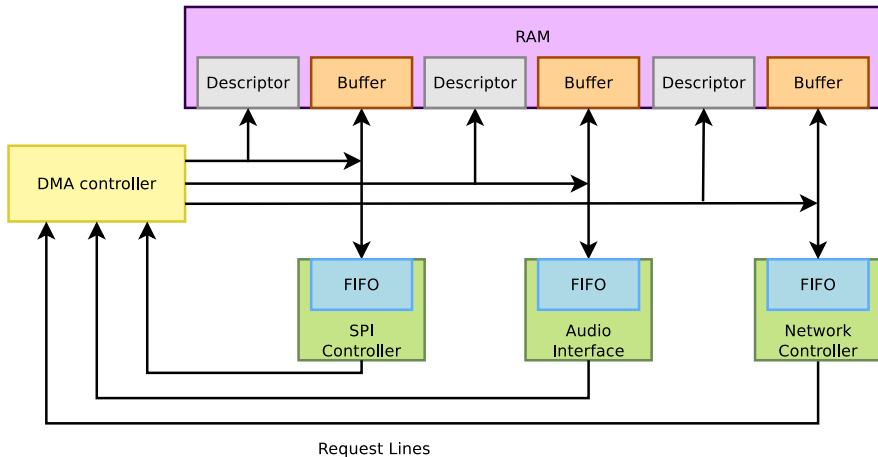 RAM
Descriptor
Buffer
Descriptor
Buffer
Descriptor
Buffer
DMA controller
FIFO
SPI
Controller
FIFO
Audio
Interface
FIFO
Network
Controller
Request Lines